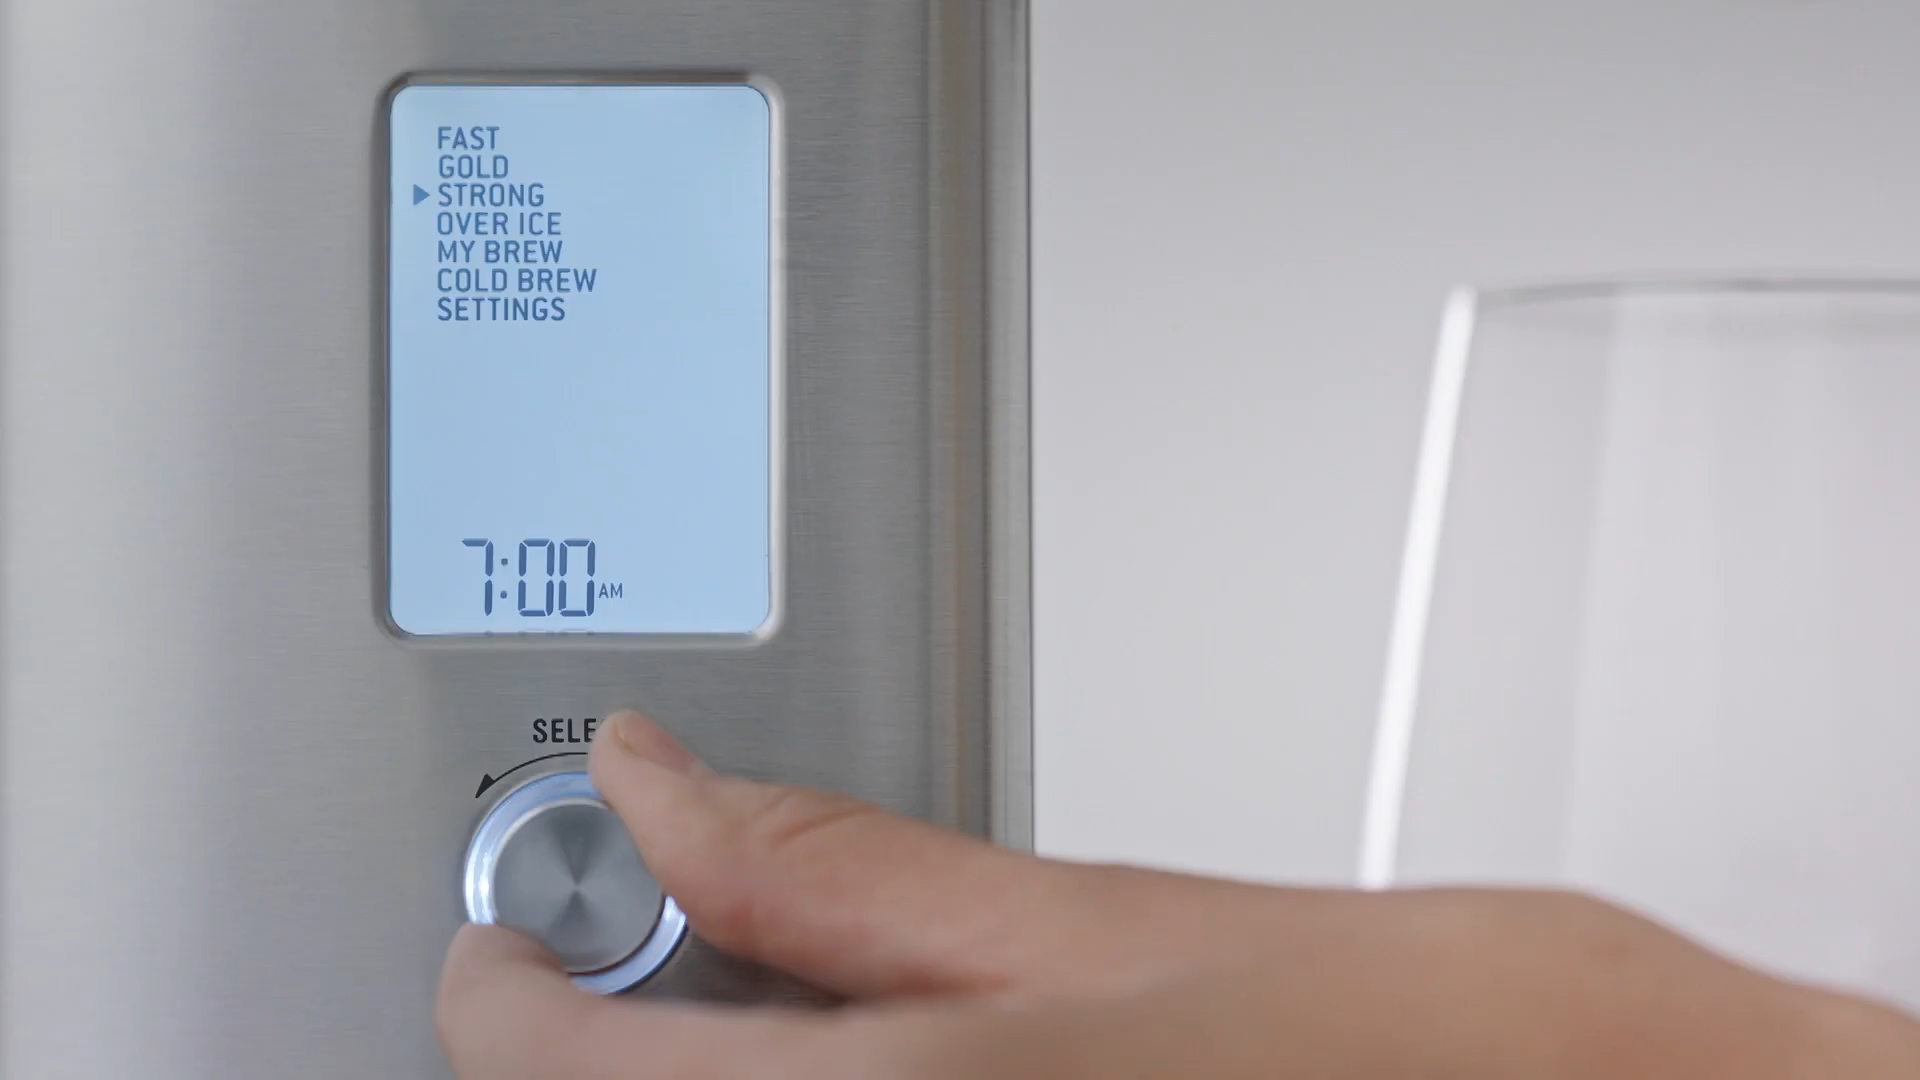 FAST
GOLD
STRONG
OVER ICE
MY BREW
COLD BREW
SETTINGS
7:00 AM